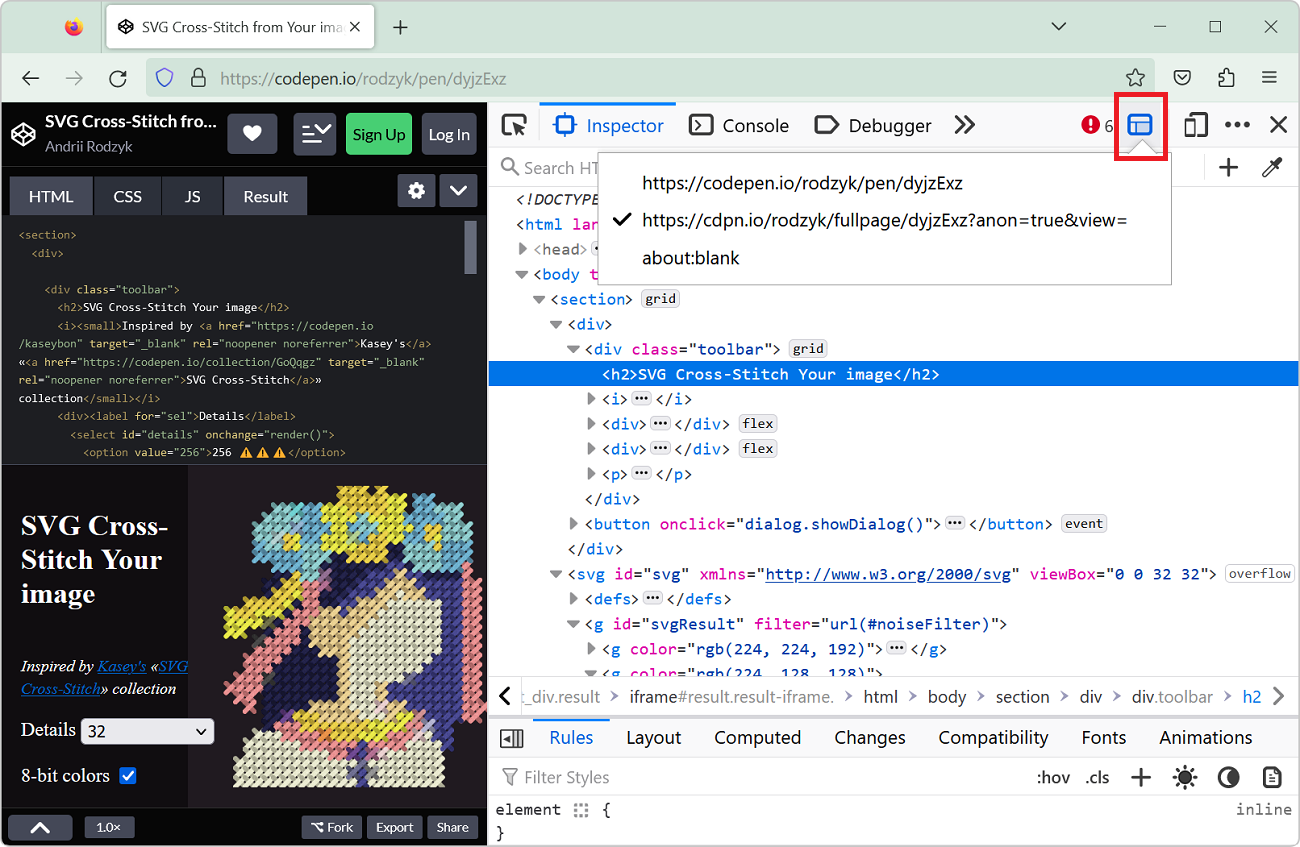 SVG Cross-Stitch from Your ima
https://codepen.io/rodzyk/pen/dyjzExz
SVG Cross-Stitch fro...
Andrii Rodzyk
Sign Up
Log In
HTML
CSS
JS
Result
<section>
<div>
<div class="toolbar">
<h2>SVG Cross-Stitch Your image</h2>
<i><small>Inspired by <a href="https://codepen.io
/kaseybon" target="_blank" rel="noopener noreferrer">Kasey's</a>
«<a href="https://codepen.io/collection/GoQqgz" target="_blank"
rel="noopener noreferrer">SVG Cross-Stitch</a>»
collection</small></i>
<div><label for="sel">Details</label>
<select id="details" onchange="render()">
<option value="256">256 ⚠⚠⚠</option>
SVG Cross-
Stitch Your
image
Inspired by Kasey's «SVG
Cross-Stitch» collection
Details 32
8-bit colors
1.0×
Fork
Export
Share
Inspector
Console
Debugger
6
Search HT
https://codepen.io/rodzyk/pen/dyjzExz
https://cdpn.io/rodzyk/fullpage/dyjzExz?anon=true&view=
about:blank
<!DOCTYPE
<html lan
<head>
<body t
<section> grid
<div>
<div class="toolbar"> grid
<h2>SVG Cross-Stitch Your image</h2>
<i>···</i>
<div>···</div> flex
<div>···</div> flex
<p>···</p>
</div>
<button onclick="dialog.showDialog()">···</button> event
</div>
<svg id="svg" xmlns="http://www.w3.org/2000/svg" viewBox="0 0 32 32"> overflow
<defs>···</defs>
<g id="svgResult" filter="url(#noiseFilter)">
<g color="rgb(224, 224, 192)">···</g>
<g color="rgb(224, 128, 128)">
t_div.result > iframe#result.result-iframe. > html > body > section > div > div.toolbar > h2
Rules
Layout
Computed
Changes
Compatibility
Fonts
Animations
Filter Styles
:hov
.cls
element {
inline
}